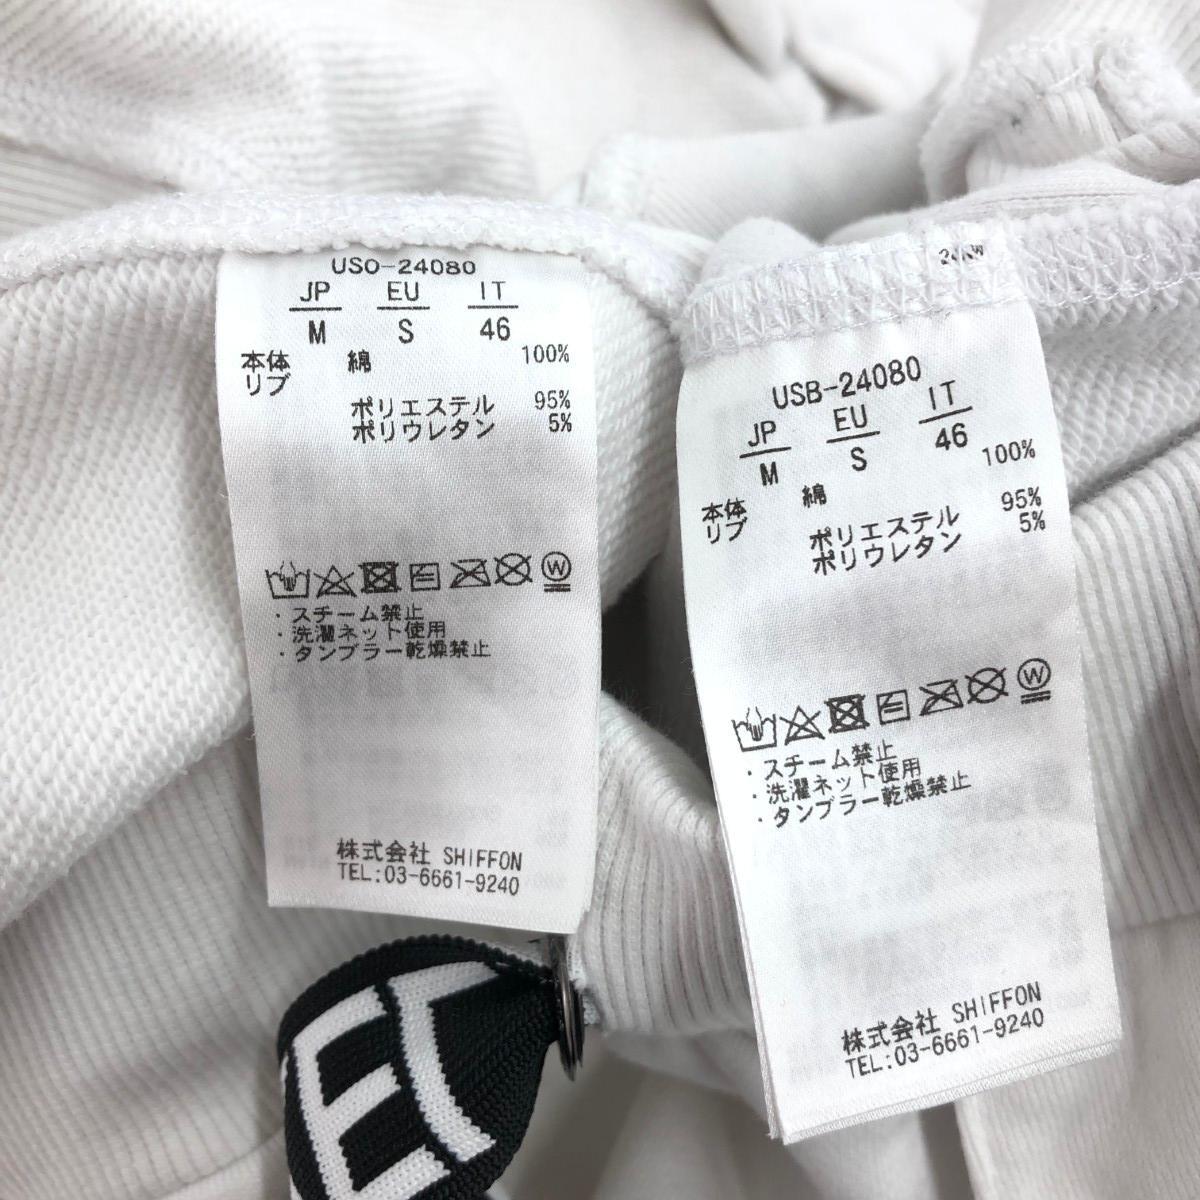 USO-24080
JP EU IT
M S 46
本体 綿 100%
リブ
ポリエステル 95%
ポリウレタン 5%
W
・スチーム禁止
・洗濯ネット使用
・タンブラー乾燥禁止
株式会社 SHIFFON
TEL:03-6661-9240
USB-24080
JP EU IT
M S 46
本体 綿 100%
リブ
ポリエステル 95%
ポリウレタン 5%
W
・スチーム禁止
・洗濯ネット使用
・タンブラー乾燥禁止
株式会社 SHIFFON
TEL:03-6661-9240